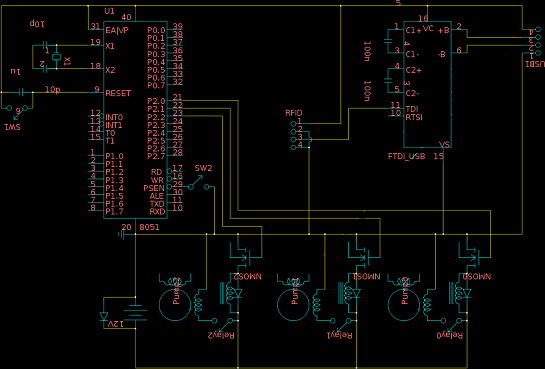 U1
40
5
10p
31
EA|VP
19
X1
18
X2
1
2
X1
1u
10p
9
RESET
SW1
12
INT0
13
INT1
14
T0
15
T1
1
P1.0
2
P1.1
3
P1.2
4
P1.3
5
P1.4
6
P1.5
7
P1.6
8
P1.7
P0.0
39
P0.1
38
P0.2
37
P0.3
36
P0.4
35
P0.5
34
P0.6
33
P0.7
32
P2.0
21
P2.1
22
P2.2
23
P2.3
24
P2.4
25
P2.5
26
P2.6
27
P2.7
28
RD
17
WR
16
PSEN
29
ALE
30
TXD
11
RXD
10
20
8051
SW2
RFID
1
2
3
4
16
VC
1
C1+
3
C1-
4
C2+
5
C2-
11
TDI
10
RTSI
2
+B
6
-B
100n
100n
FTDI_USB
15
VS
USB1
12V
NMOS2
NMOS1
NMOS0
Relay2
Relay1
Relay0